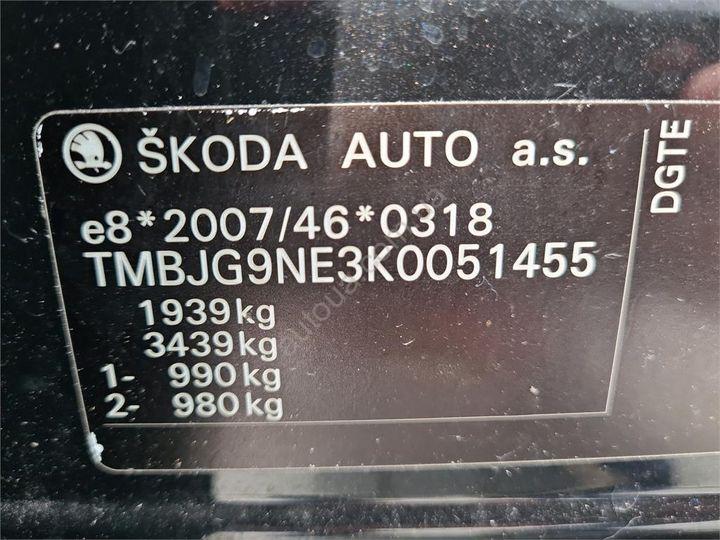 ŠKODA AUTO a.s.
DGTE
e8*2007/46*0318
TMBJG9NE3K0051455
1939kg
3439kg
1- 990kg
2- 980kg